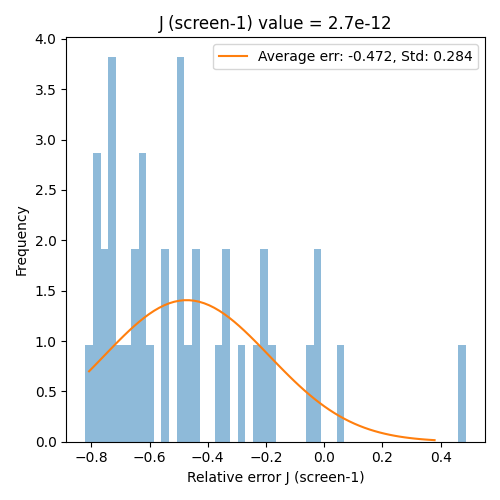 J (screen-1) value = 2.7e-12
Average err: -0.472, Std: 0.284
Frequency
4.0
3.5
3.0
2.5
2.0
1.5
1.0
0.5
0.0
−0.8 −0.6 −0.4 −0.2 0.0 0.2 0.4
Relative error J (screen-1)